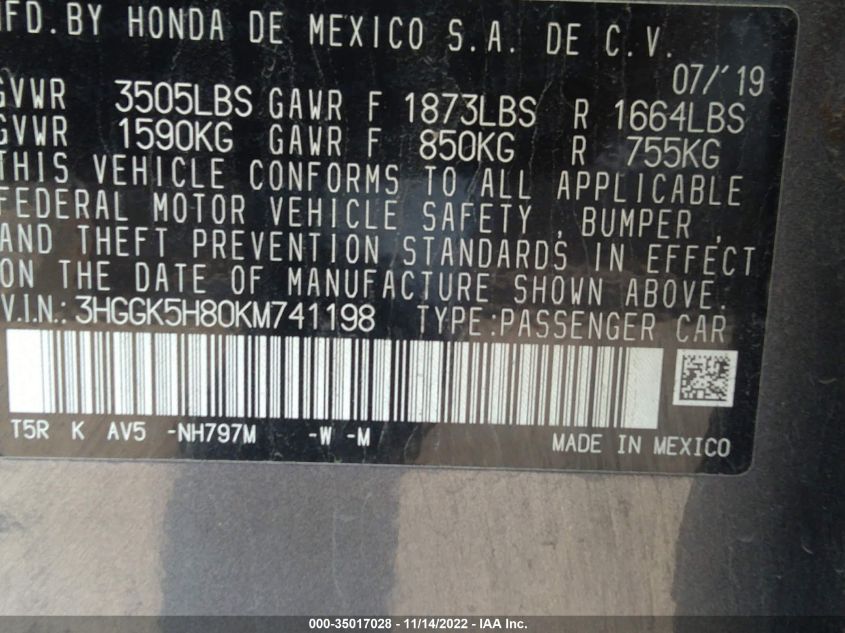 MFD.BY HONDA DE MEXICO S.A. DE C.V.
07/'19
GVWR 3505LBS GAWR F 1873LBS R 1664LBS
GVWR 1590KG GAWR F 850KG R 755KG
THIS VEHICLE CONFORMS TO ALL APPLICABLE
FEDERAL MOTOR VEHICLE SAFETY , BUMPER ,
AND THEFT PREVENTION STANDARDS IN EFFECT
ON THE DATE OF MANUFACTURE SHOWN ABOVE.
V.I.N.: 3HGGK5H80KM741198 TYPE:PASSENGER CAR
T5R K AV5 -NH797M -W -M MADE IN MEXICO
000-35017028 - 11/14/2022 - IAA Inc.